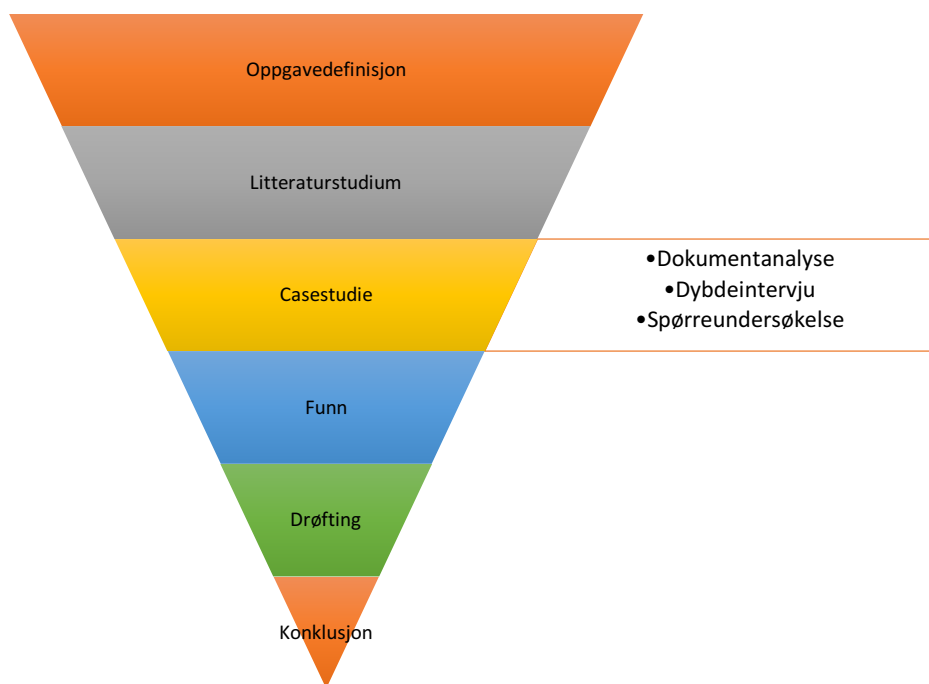 Oppgavedefinisjon
Litteraturstudium
Casestudie
•Dokumentanalyse
•Dybdeintervju
•Spørreundersøkelse
Funn
Drøfting
Konklusjon